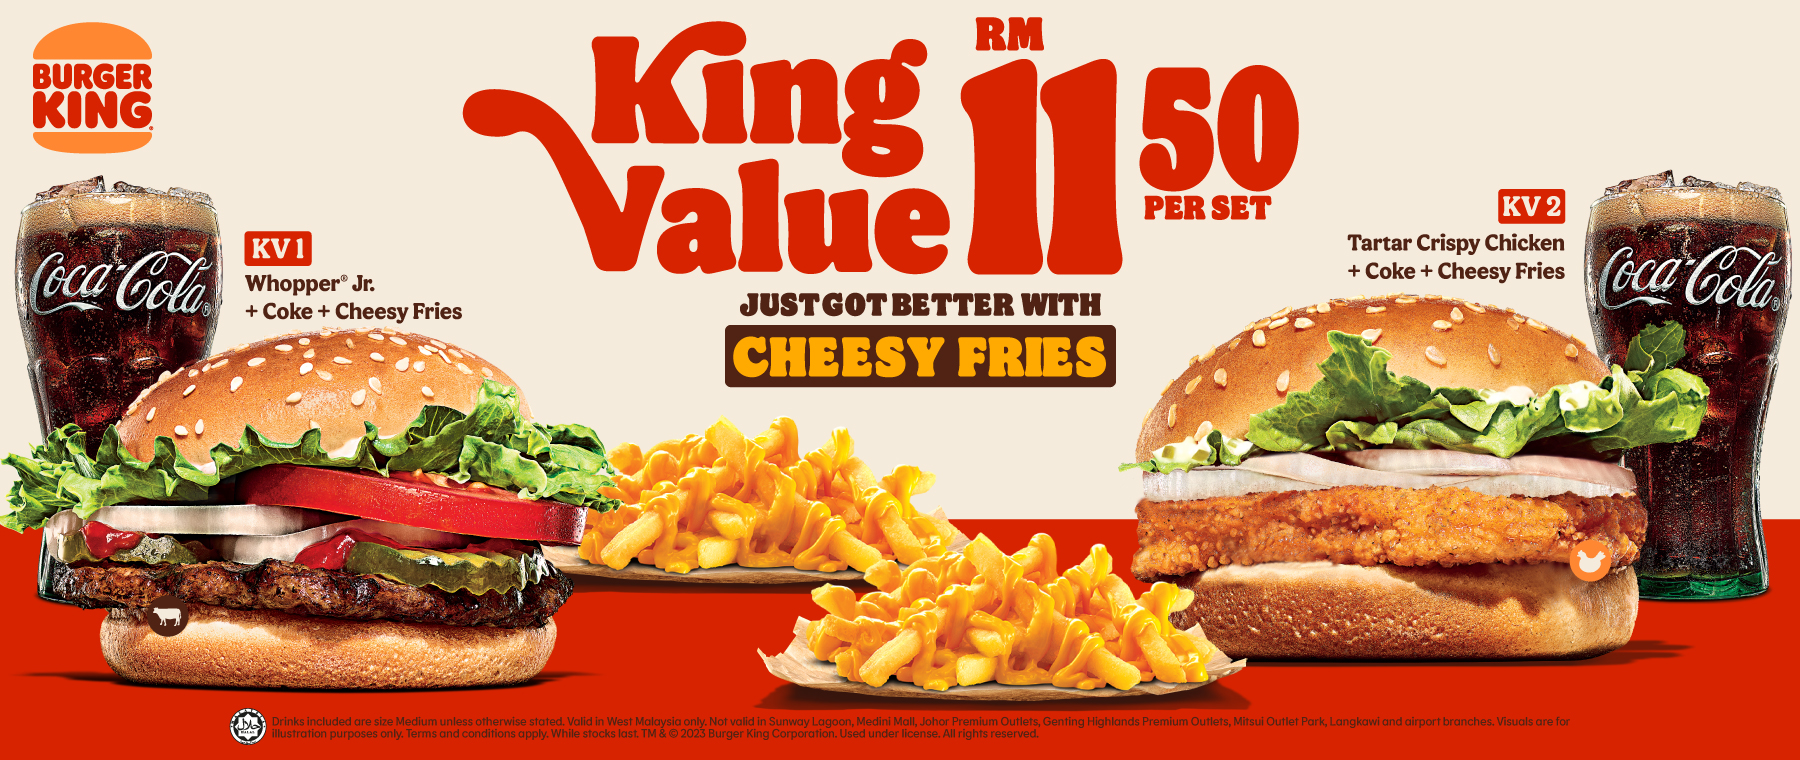 BURGER
KING®
King
Value
RM
11 50
PER SET
JUST GOT BETTER WITH
CHEESY FRIES
KV 1
Whopper® Jr.
+ Coke + Cheesy Fries
KV 2
Tartar Crispy Chicken
+ Coke + Cheesy Fries
Coca-Cola®
Coca-Cola®
حلال
HALAL
Drinks included are size Medium unless otherwise stated. Valid in West Malaysia only. Not valid in Sunway Lagoon, Medini Mall, Johor Premium Outlets, Genting Highlands Premium Outlets, Mitsui Outlet Park, Langkawi and airport branches. Visuals are for
illustration purposes only. Terms and conditions apply. While stocks last. TM & © 2023 Burger King Corporation. Used under license. All rights reserved.